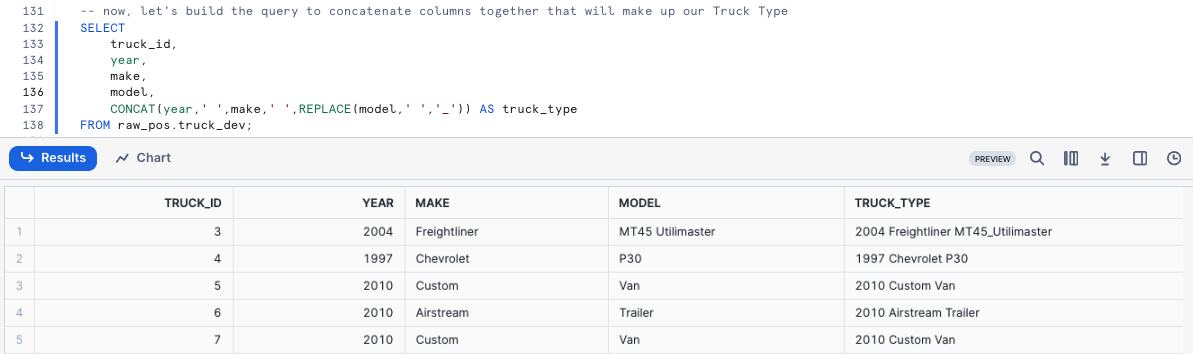 131 -- now, let's build the query to concatenate columns together that will make up our Truck Type
132 SELECT
133 truck_id,
134 year,
135 make,
136 model,
137 CONCAT(year,' ',make,' ',REPLACE(model,' ','_')) AS truck_type
138 FROM raw_pos.truck_dev;
Results Chart PREVIEW
TRUCK_ID YEAR MAKE MODEL TRUCK_TYPE
1 3 2004 Freightliner MT45 Utilimaster 2004 Freightliner MT45_Utilimaster
2 4 1997 Chevrolet P30 1997 Chevrolet P30
3 5 2010 Custom Van 2010 Custom Van
4 6 2010 Airstream Trailer 2010 Airstream Trailer
5 7 2010 Custom Van 2010 Custom Van